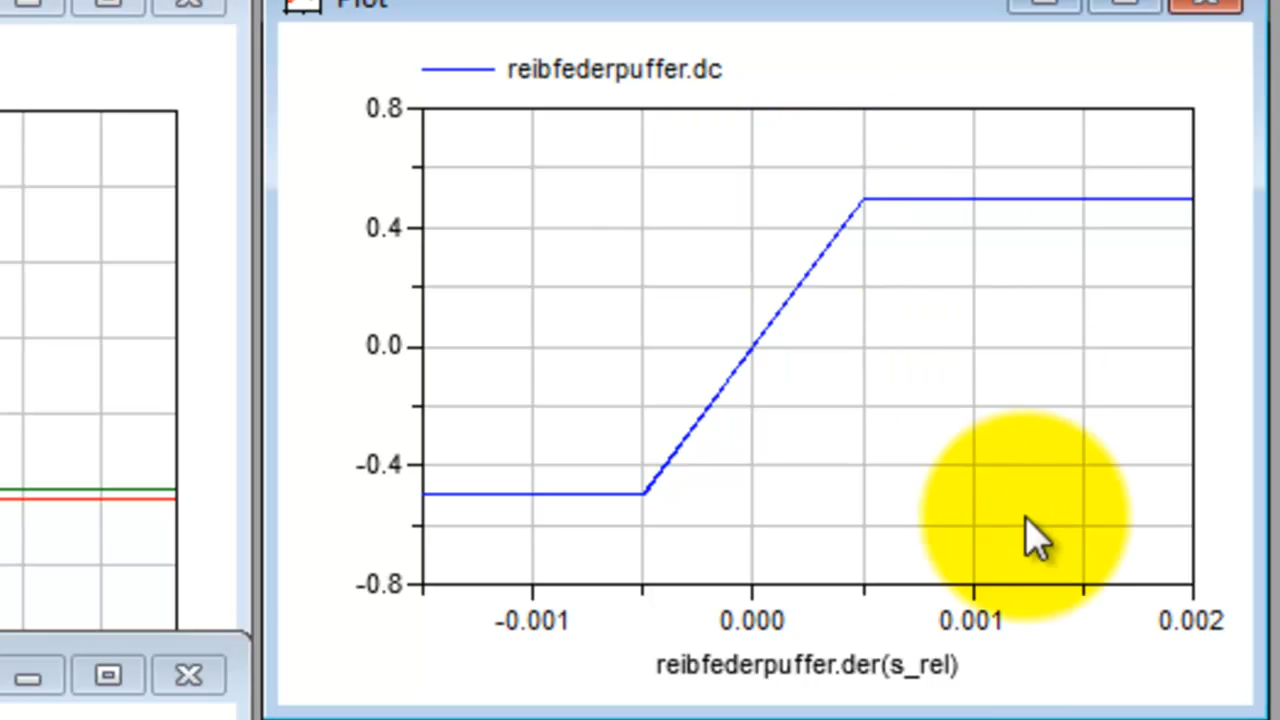 Plot
reibfederpuffer.dc
0.8
0.4
0.0
-0.4
-0.8
-0.001 0.000 0.001 0.002
reibfederpuffer.der(s_rel)